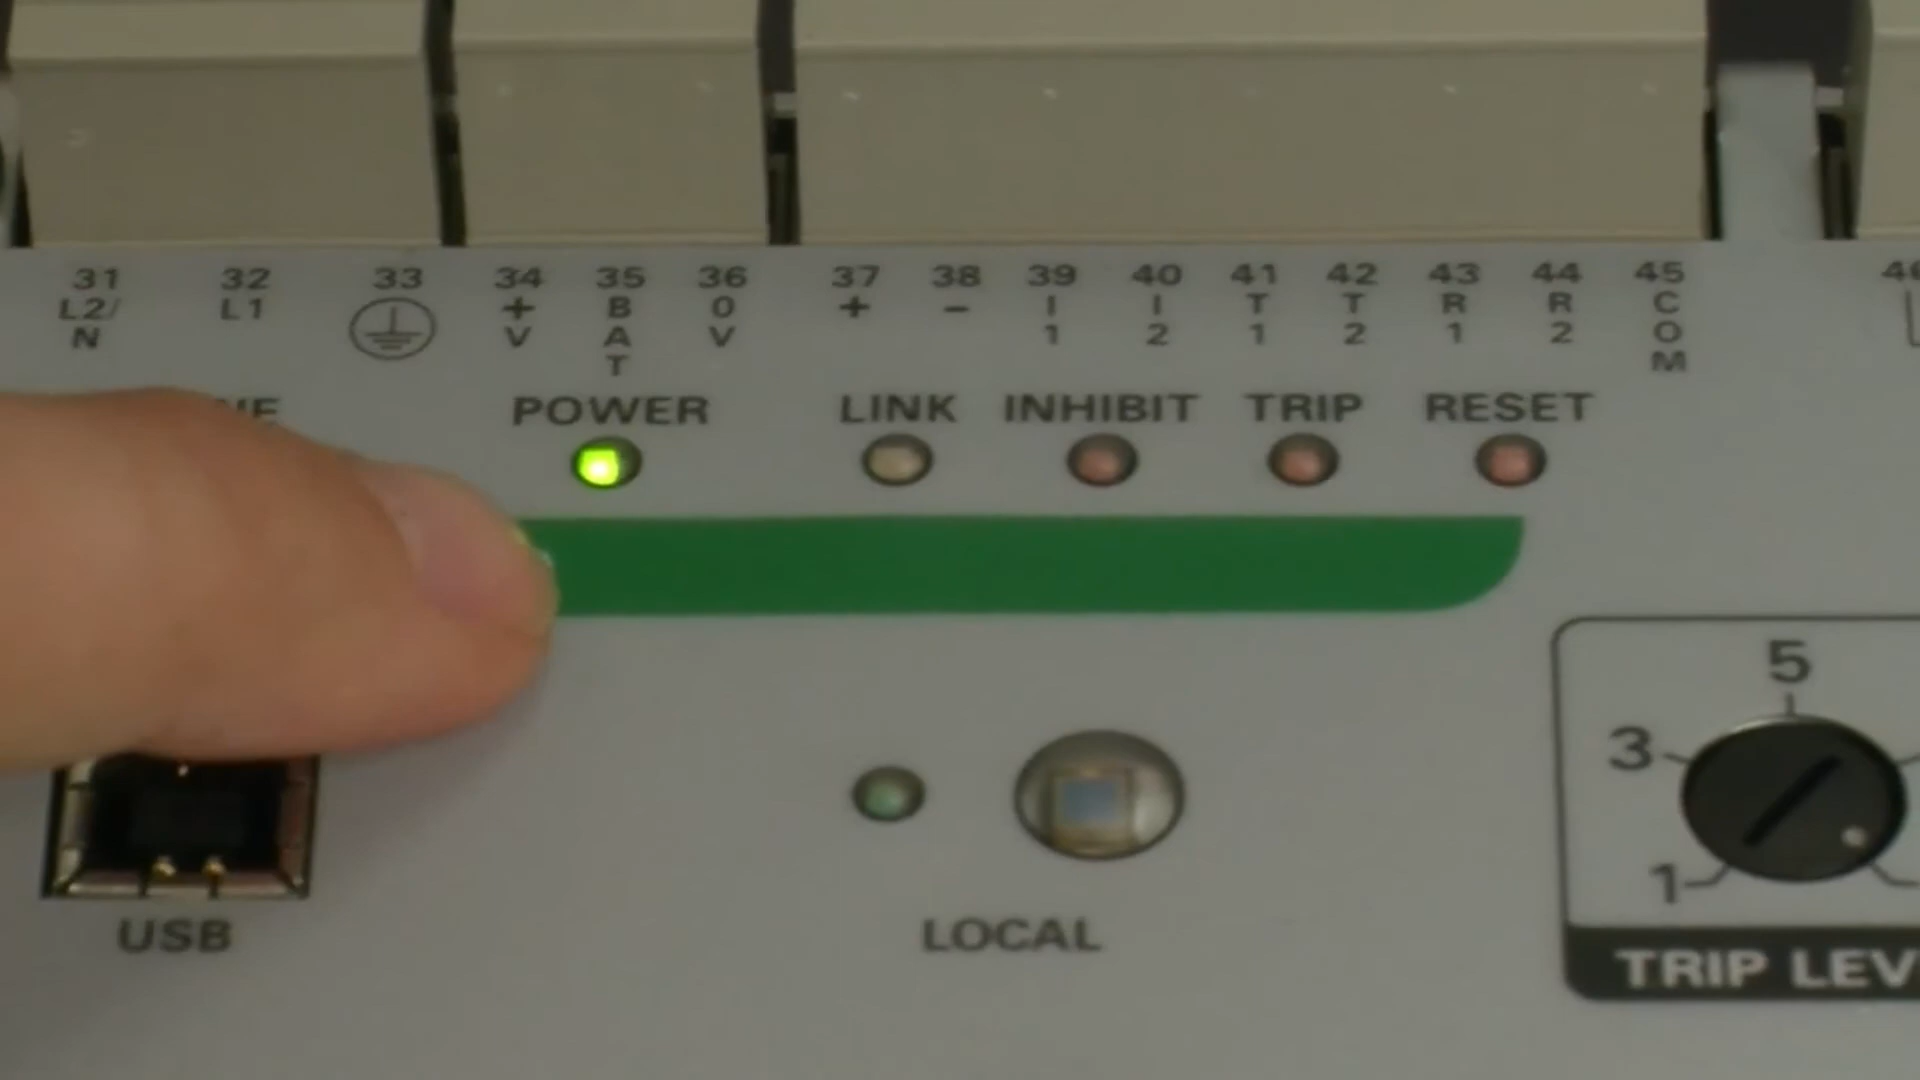 31 32 33 34 35 36 37 38 39 40 41 42 43 44 45
L2/ N L1 + V B A T 0 V + – I 1 I 2 T 1 T 2 R 1 R 2 C O M
POWER LINK INHIBIT TRIP RESET
5
3
1
USB
LOCAL
TRIP LEV